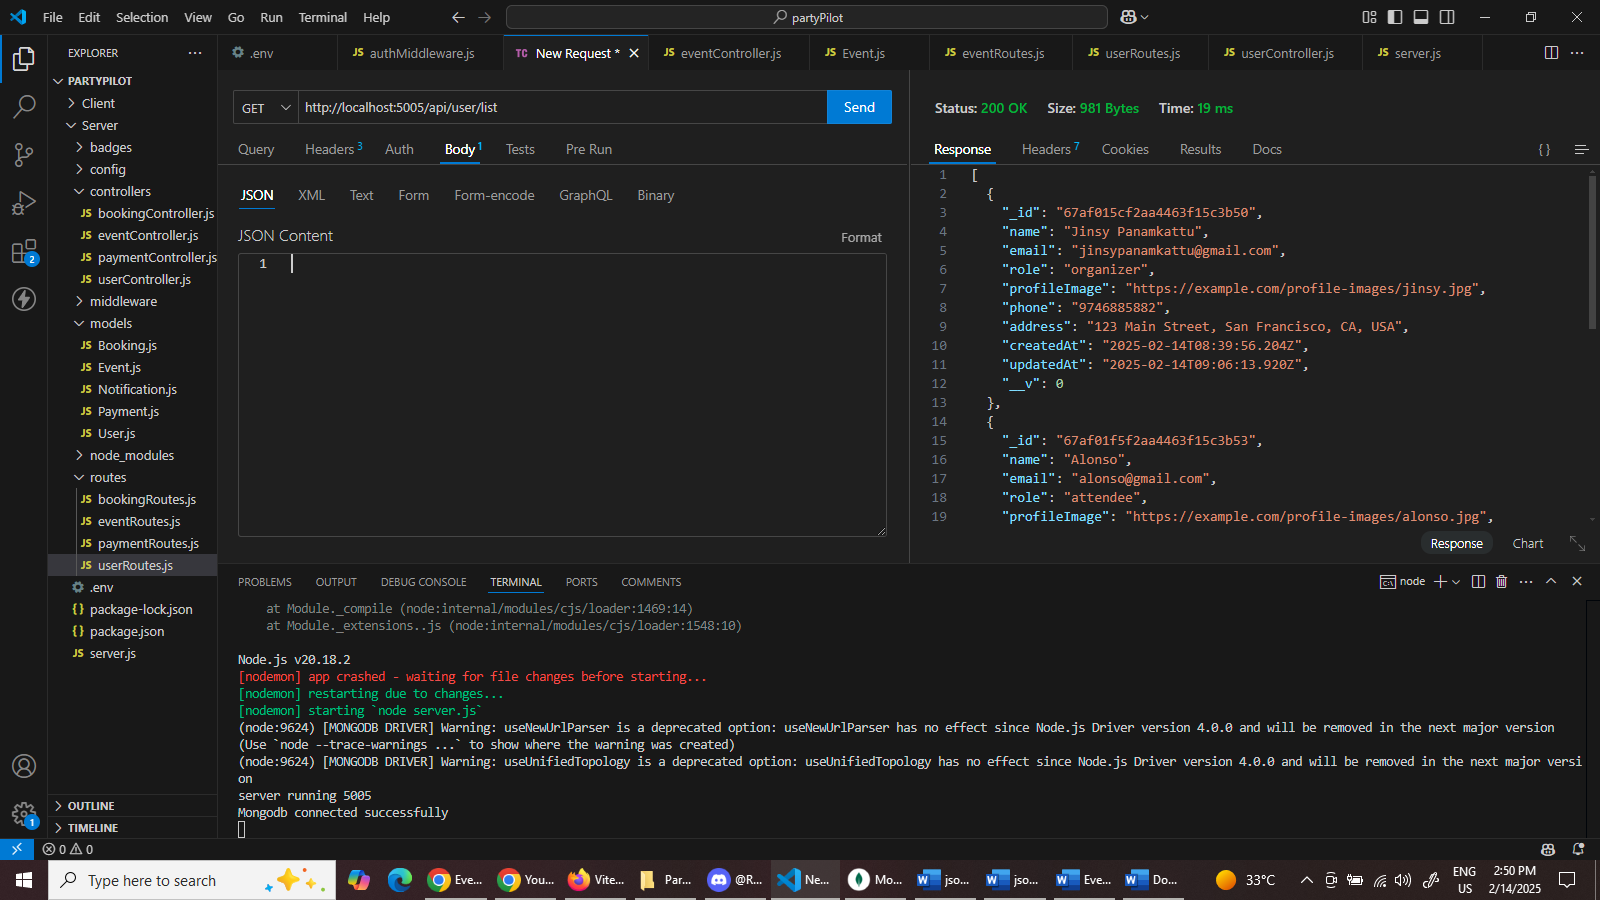 File Edit Selection View Go Run Terminal Help
partyPilot
EXPLORER
PARTYPILOT
Client
Server
badges
config
controllers
JS bookingController.js
JS eventController.js
JS paymentController.js
JS userController.js
middleware
models
JS Booking.js
JS Event.js
JS Notification.js
JS Payment.js
JS User.js
node_modules
routes
JS bookingRoutes.js
JS eventRoutes.js
JS paymentRoutes.js
JS userRoutes.js
.env
{} package-lock.json
{} package.json
JS server.js
OUTLINE
TIMELINE
2
1
.env JS authMiddleware.js TC New Request * JS eventController.js JS Event.js JS eventRoutes.js JS userRoutes.js JS userController.js JS server.js
GET http://localhost:5005/api/user/list Send
Query Headers 3 Auth Body 1 Tests Pre Run
JSON XML Text Form Form-encode GraphQL Binary
JSON Content Format
1
Status: 200 OK Size: 981 Bytes Time: 19 ms
Response Headers 7 Cookies Results Docs { }
1 [
2 {
3 "_id": "67af015cf2aa4463f15c3b50",
4 "name": "Jinsy Panamkattu",
5 "email": "jinsypanamkattu@gmail.com",
6 "role": "organizer",
7 "profileImage": "https://example.com/profile-images/jinsy.jpg",
8 "phone": "9746885882",
9 "address": "123 Main Street, San Francisco, CA, USA",
10 "createdAt": "2025-02-14T08:39:56.204Z",
11 "updatedAt": "2025-02-14T09:06:13.920Z",
12 "__v": 0
13 },
14 {
15 "_id": "67af01f5f2aa4463f15c3b53",
16 "name": "Alonso",
17 "email": "alonso@gmail.com",
18 "role": "attendee",
19 "profileImage": "https://example.com/profile-images/alonso.jpg",
Response Chart
PROBLEMS OUTPUT DEBUG CONSOLE TERMINAL PORTS COMMENTS
node
at Module._compile (node:internal/modules/cjs/loader:1469:14)
at Module._extensions..js (node:internal/modules/cjs/loader:1548:10)
Node.js v20.18.2
[nodemon] app crashed - waiting for file changes before starting...
[nodemon] restarting due to changes...
[nodemon] starting `node server.js`
(node:9624) [MONGODB DRIVER] Warning: useNewUrlParser is a deprecated option: useNewUrlParser has no effect since Node.js Driver version 4.0.0 and will be removed in the next major version
(Use `node --trace-warnings ...` to show where the warning was created)
(node:9624) [MONGODB DRIVER] Warning: useUnifiedTopology is a deprecated option: useUnifiedTopology has no effect since Node.js Driver version 4.0.0 and will be removed in the next major versi
on
server running 5005
Mongodb connected successfully
0 0
Type here to search
Eve... You... Vite... Par... @R... Ne... Mo... jso... jso... Eve... Do...
33°C
ENG
US
2:50 PM
2/14/2025